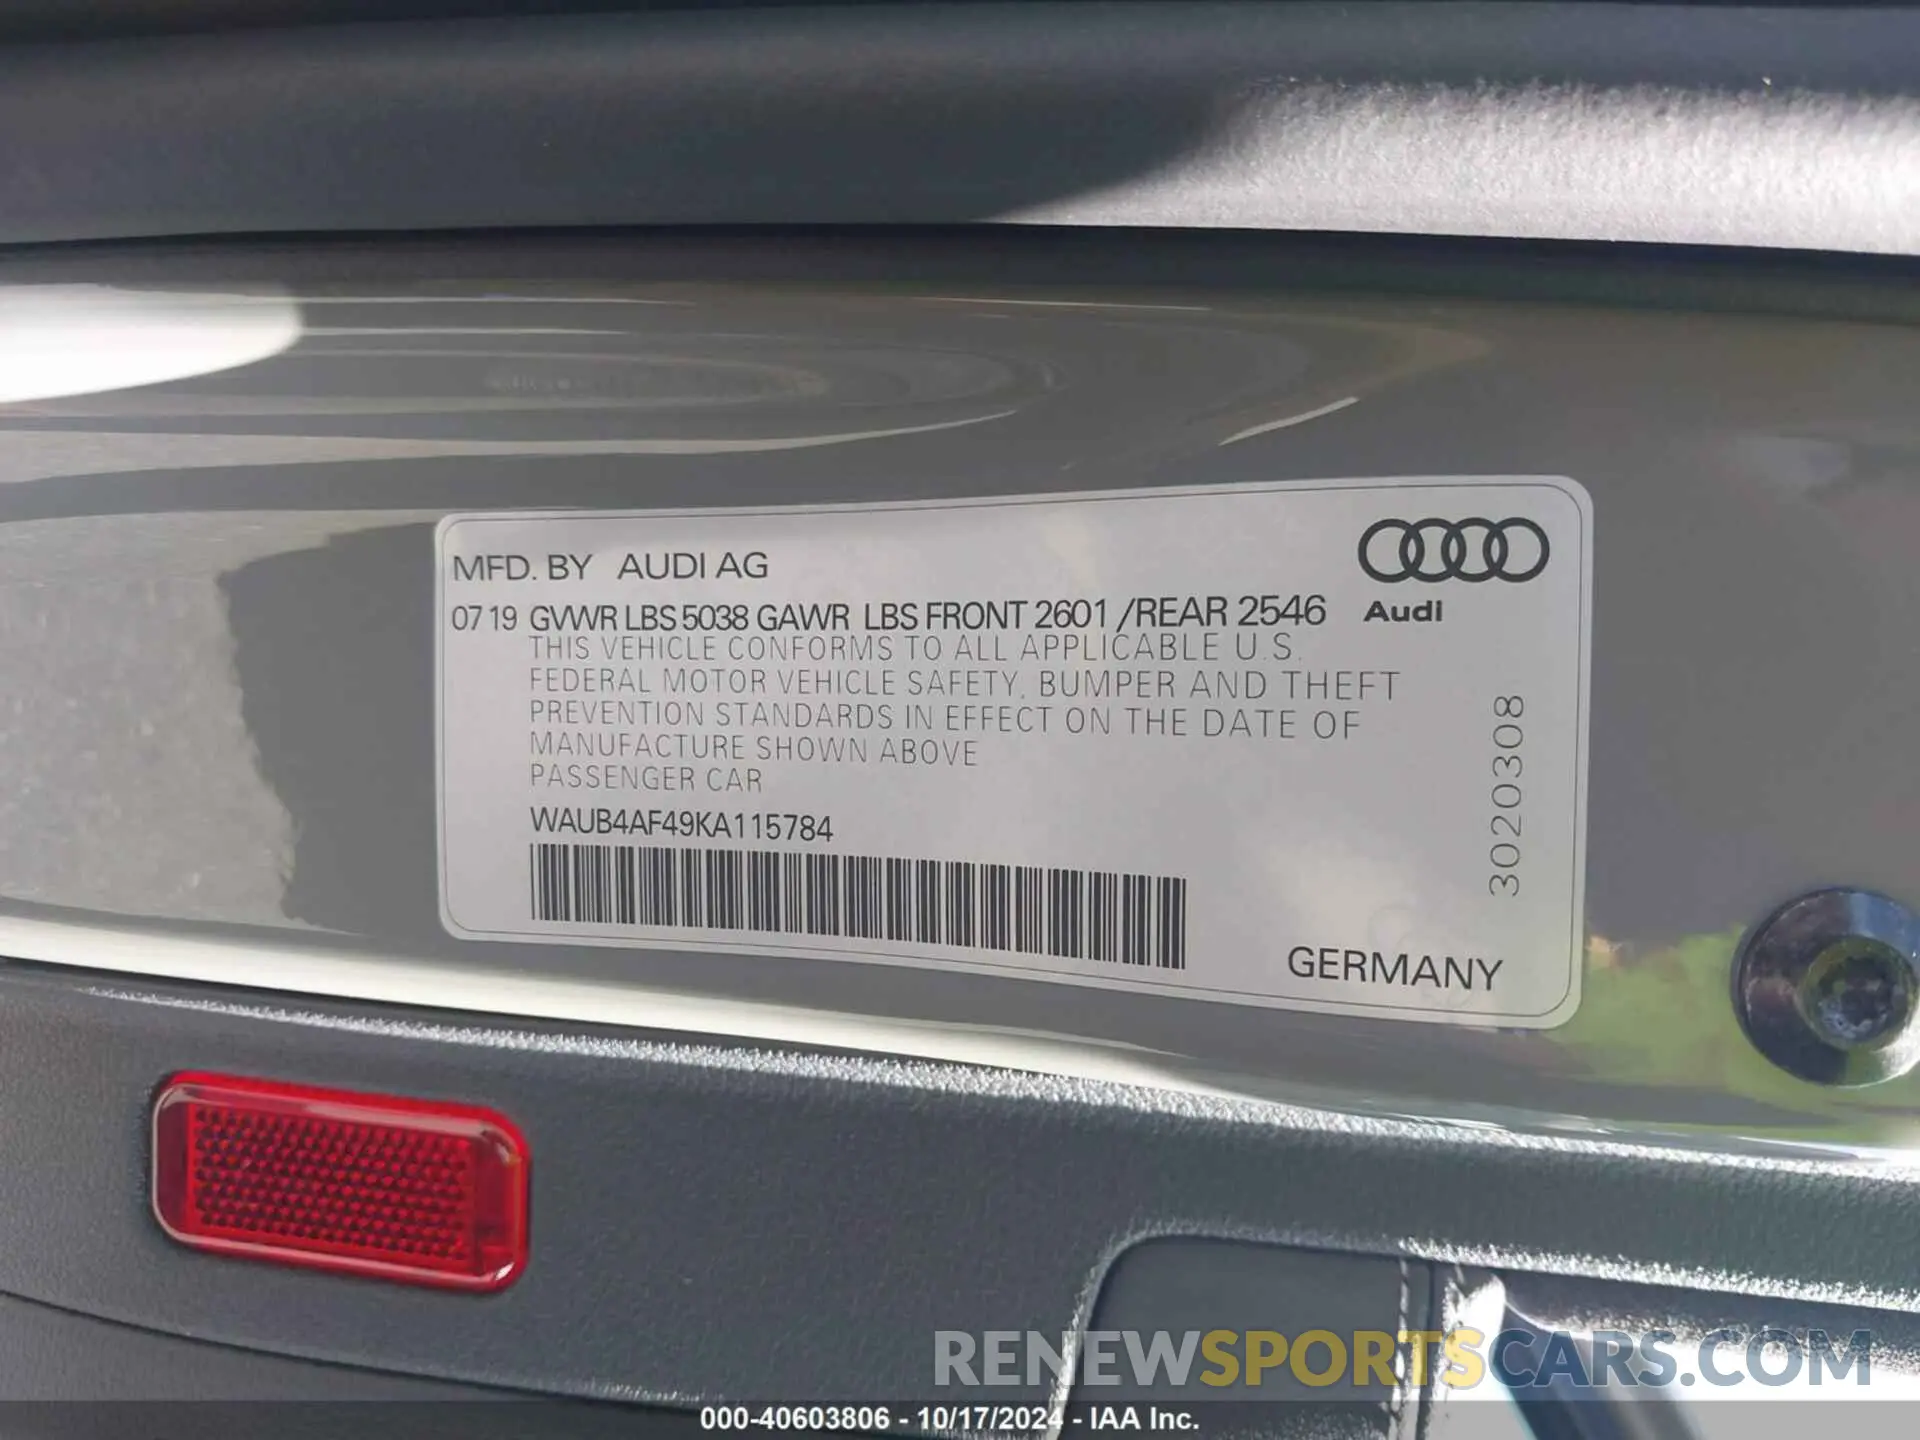 MFD. BY AUDI AG
Audi
07 19 GVWR LBS 5038 GAWR LBS FRONT 2601 /REAR 2546
THIS VEHICLE CONFORMS TO ALL APPLICABLE U.S.
FEDERAL MOTOR VEHICLE SAFETY, BUMPER AND THEFT
PREVENTION STANDARDS IN EFFECT ON THE DATE OF
MANUFACTURE SHOWN ABOVE
PASSENGER CAR
WAUB4AF49KA115784
3020308
GERMANY
RENEWSPORTSCARS.COM
000-40603806 - 10/17/2024 - IAA Inc.